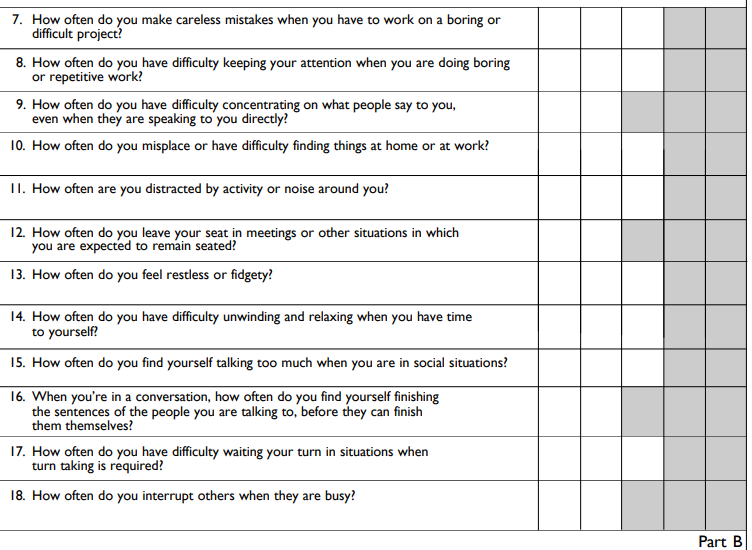 7. How often do you make careless mistakes when you have to work on a boring or
difficult project?
8. How often do you have difficulty keeping your attention when you are doing boring
or repetitive work?
9. How often do you have difficulty concentrating on what people say to you,
even when they are speaking to you directly?
10. How often do you misplace or have difficulty finding things at home or at work?
11. How often are you distracted by activity or noise around you?
12. How often do you leave your seat in meetings or other situations in which
you are expected to remain seated?
13. How often do you feel restless or fidgety?
14. How often do you have difficulty unwinding and relaxing when you have time
to yourself?
15. How often do you find yourself talking too much when you are in social situations?
16. When you’re in a conversation, how often do you find yourself finishing
the sentences of the people you are talking to, before they can finish
them themselves?
17. How often do you have difficulty waiting your turn in situations when
turn taking is required?
18. How often do you interrupt others when they are busy?
Part B